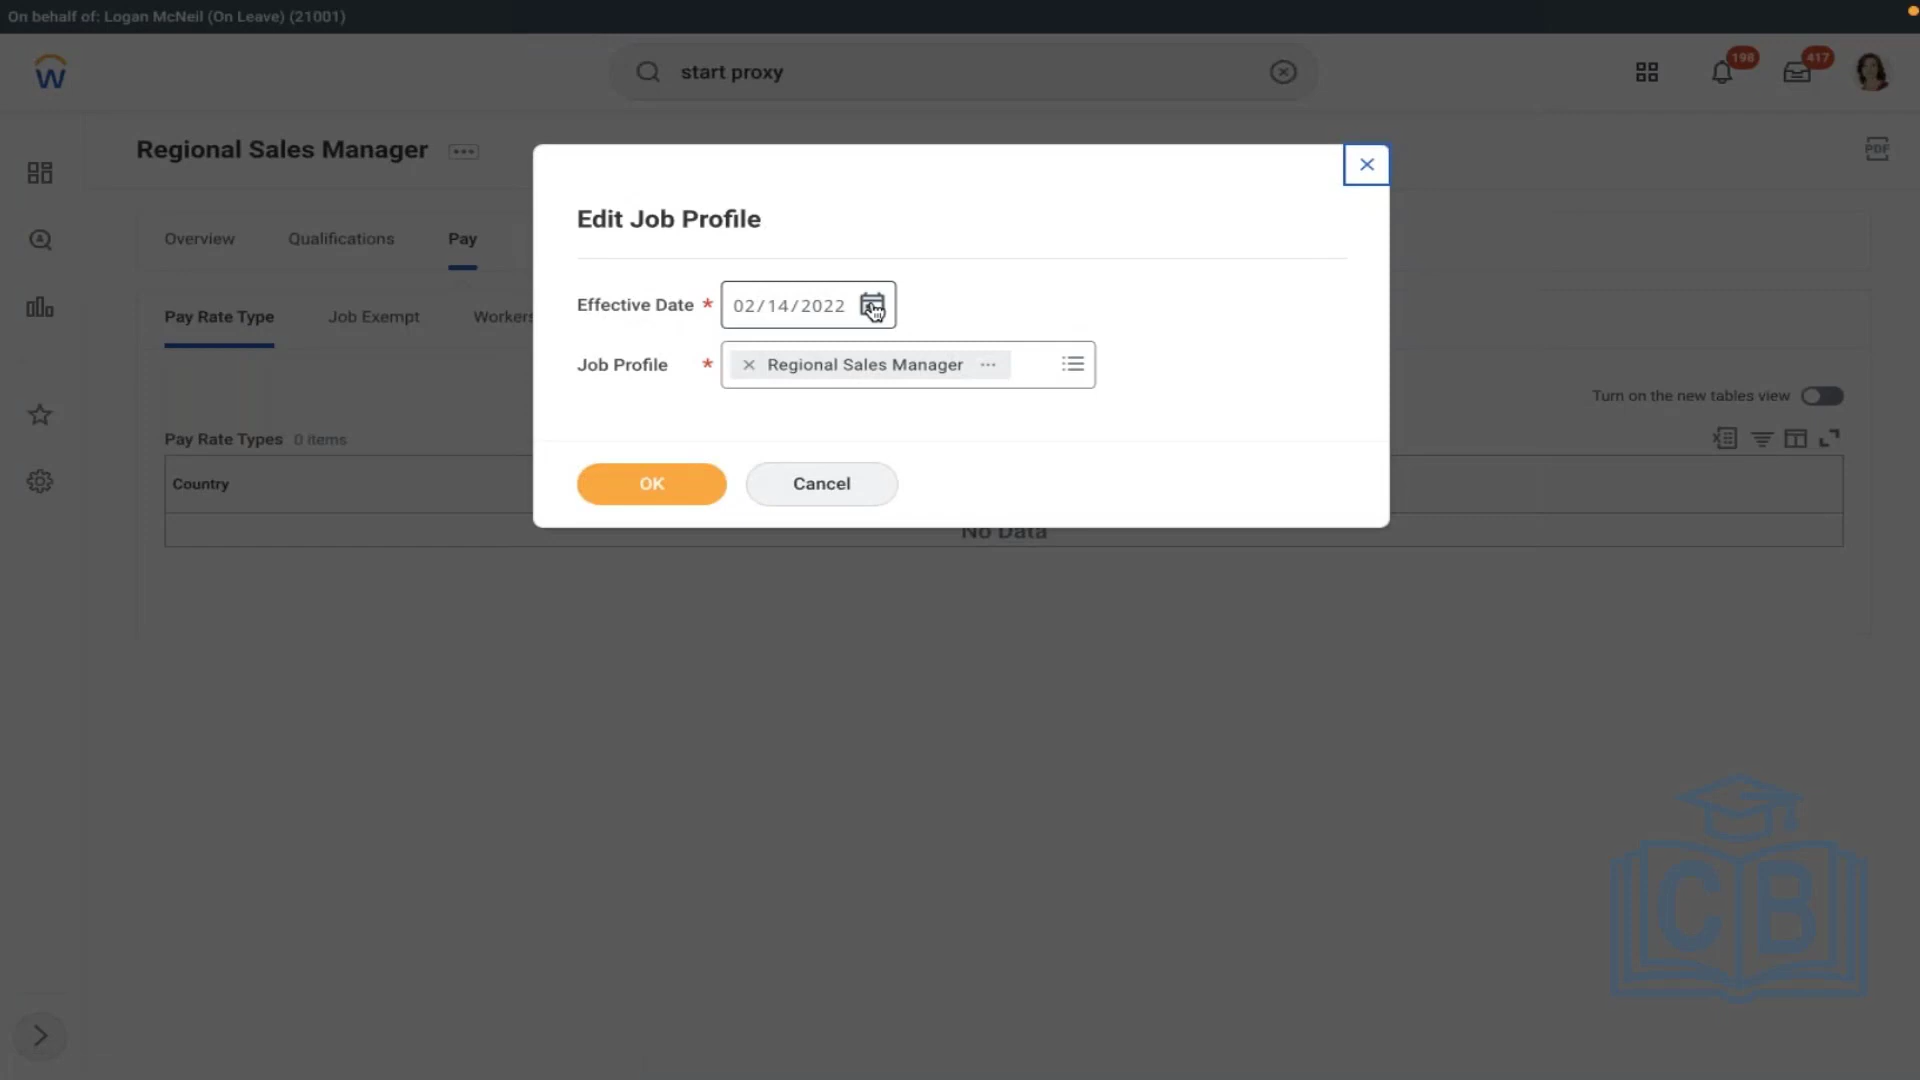 On behalf of: Logan McNeil (On Leave) (21001)
W
start proxy
198
417
Regional Sales Manager
PDF
Edit Job Profile
Overview Qualifications Pay
Effective Date * 02/14/2022
Pay Rate Type Job Exempt Workers
Job Profile * Regional Sales Manager
Turn on the new tables view
Pay Rate Types 0 items
Country
OK Cancel
No Data
CB